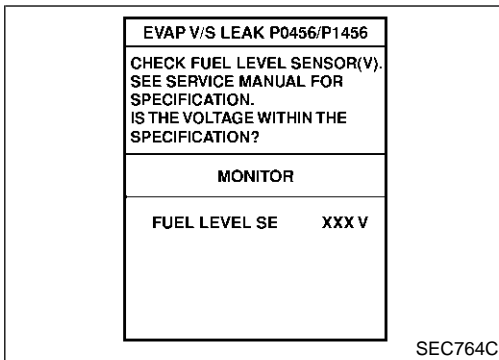 EVAP V/S LEAK P0456/P1456
CHECK FUEL LEVEL SENSOR(V).
SEE SERVICE MANUAL FOR
SPECIFICATION.
IS THE VOLTAGE WITHIN THE
SPECIFICATION?
MONITOR
FUEL LEVEL SE XXX V
SEC764C